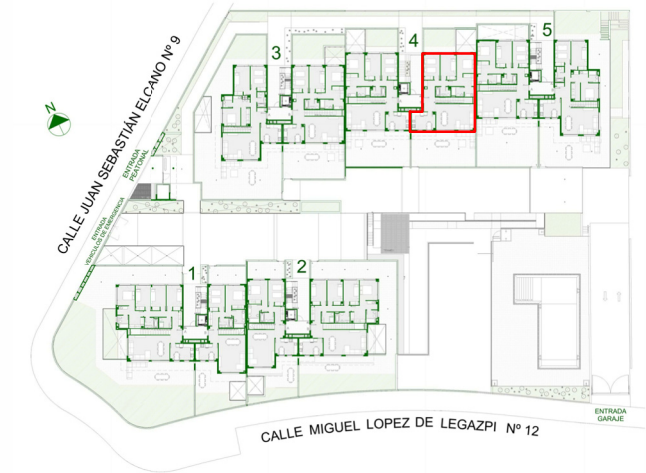 5
4
3
N
CALLE JUAN SEBASTIÁN ELCANO Nº 9
ENTRADA
PEATONAL
ENTRADA
VEHICULOS DE EMERGENCIA
1
2
CALLE MIGUEL LOPEZ DE LEGAZPI Nº 12
ENTRADA
GARAJE